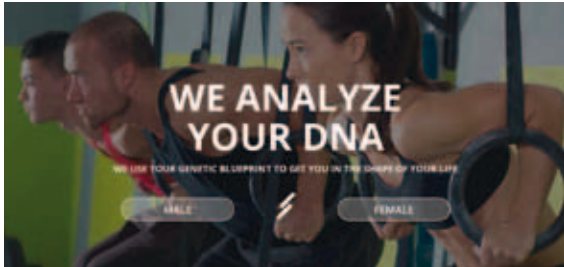 WE ANALYZE
YOUR DNA
WE USE YOUR GENETIC BLUEPRINT TO GET YOU IN THE SHAPE OF YOUR LIFE
MALE
FEMALE